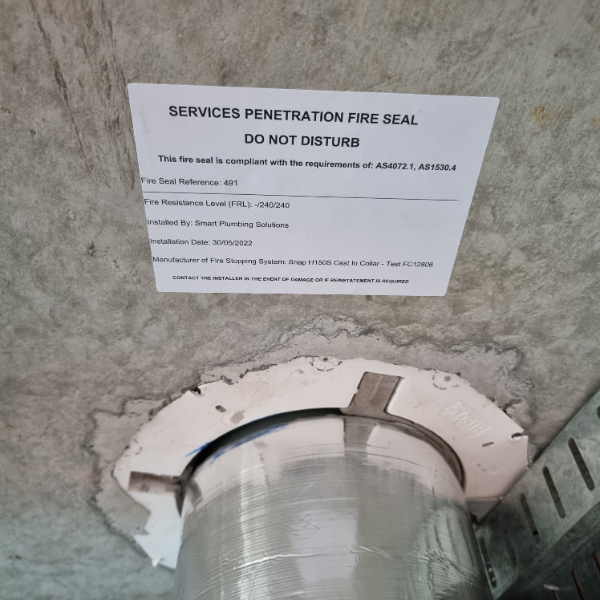 SERVICES PENETRATION FIRE SEAL
DO NOT DISTURB
This fire seal is compliant with the requirements of: AS4072.1, AS1530.4
Fire Seal Reference: 491
Fire Resistance Level (FRL): -/240/240
Installed By: Smart Plumbing Solutions
Installation Date: 30/05/2022
Manufacturer of Fire Stopping System: Snap H150S Cast In Collar - Test FC12808
CONTACT THE INSTALLER IN THE EVENT OF DAMAGE OR IF REINSTATEMENT IS REQUIRED